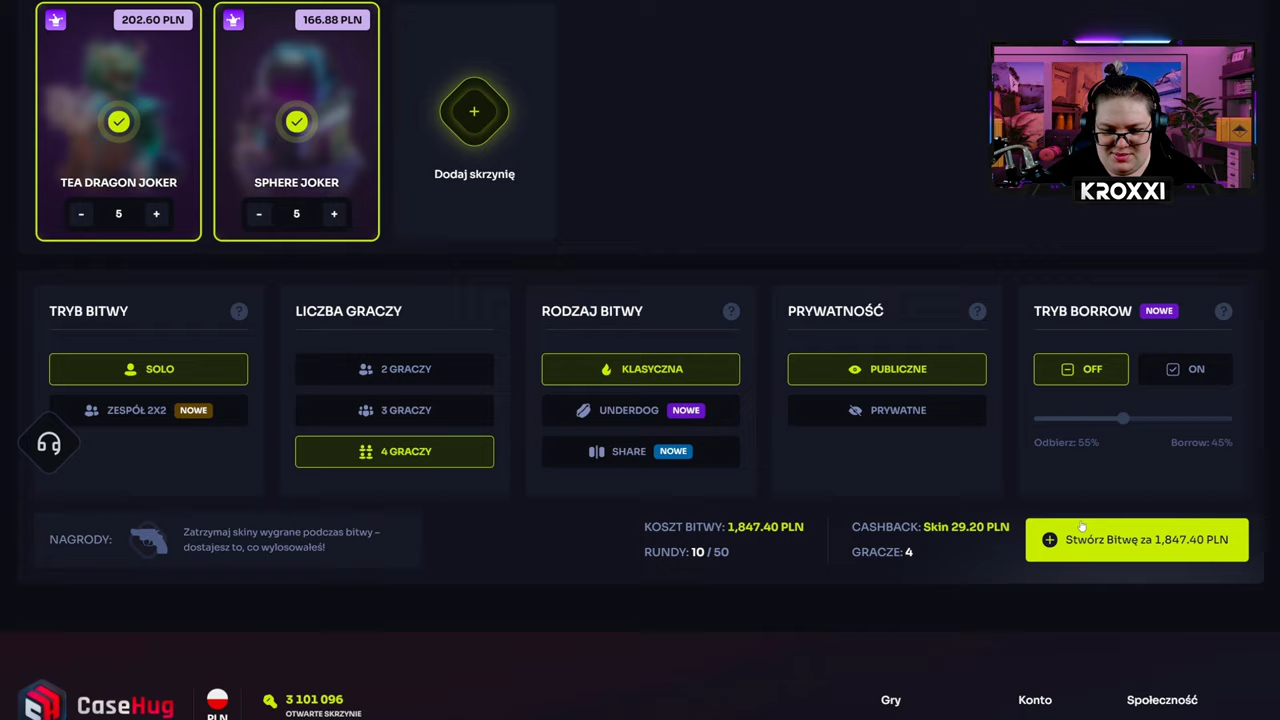 202.60 PLN
166.88 PLN
TEA DRAGON JOKER
SPHERE JOKER
- 5 +
- 5 +
+
Dodaj skrzynię
KROXXI
TRYB BITWY ?
SOLO
ZESPÓŁ 2X2 NOWE
LICZBA GRACZY
2 GRACZY
3 GRACZY
4 GRACZY
RODZAJ BITWY ?
KLASYCZNA
UNDERDOG NOWE
SHARE NOWE
PRYWATNOŚĆ ?
PUBLICZNE
PRYWATNE
TRYB BORROW NOWE ?
OFF ON
Odbierz: 55% Borrow: 45%
NAGRODY:
Zatrzymaj skiny wygrane podczas bitwy –
dostajesz to, co wylosowałeś!
KOSZT BITWY: 1,847.40 PLN
RUNDY: 10 / 50
CASHBACK: Skin 29.20 PLN
GRACZE: 4
Stwórz Bitwę za 1,847.40 PLN
CaseHug
PLN
3 101 096
OTWARTE SKRZYNIE
Gry
Konto
Społeczność